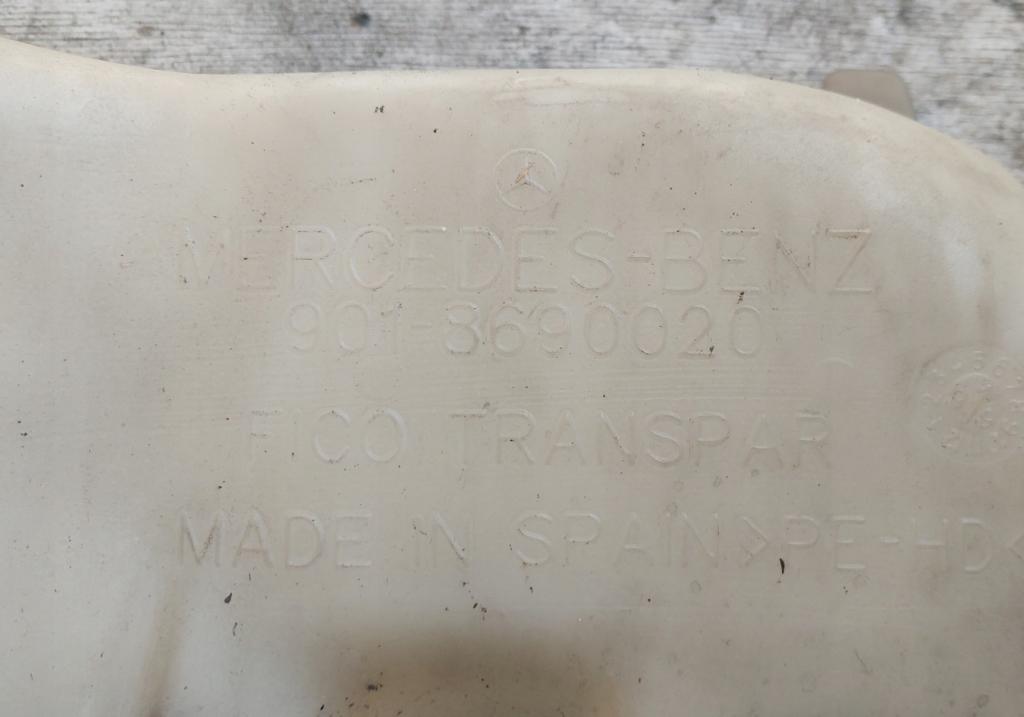 MERCEDES-BENZ
901-8690020
FICO TRANSPAR
MADE IN SPAIN >PE-HD<